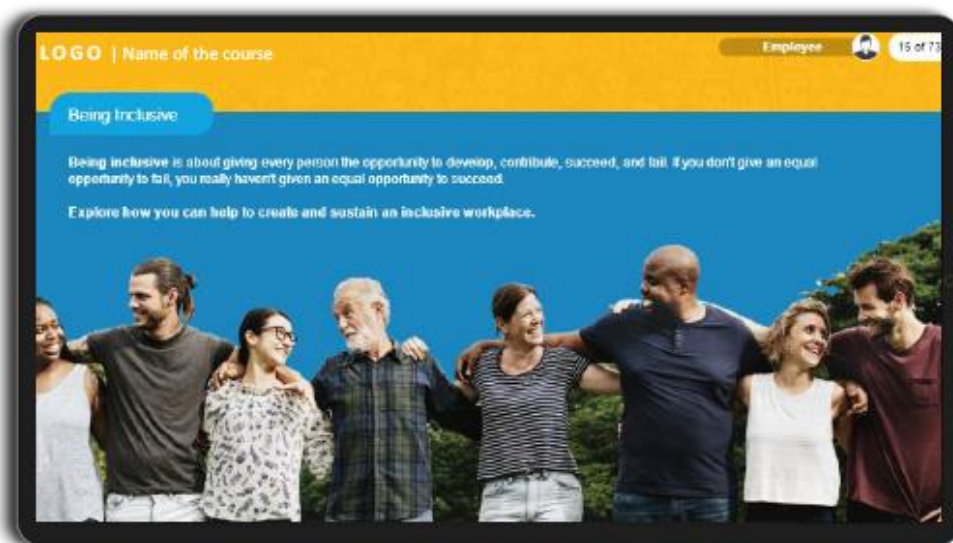 LOGO | Name of the course
Employee
15 of 73
Being Inclusive
Being inclusive is about giving every person the opportunity to develop, contribute, succeed, and fail. If you don't give an equal
opportunity to fail, you really haven't given an equal opportunity to succeed.
Explore how you can help to create and sustain an inclusive workplace.